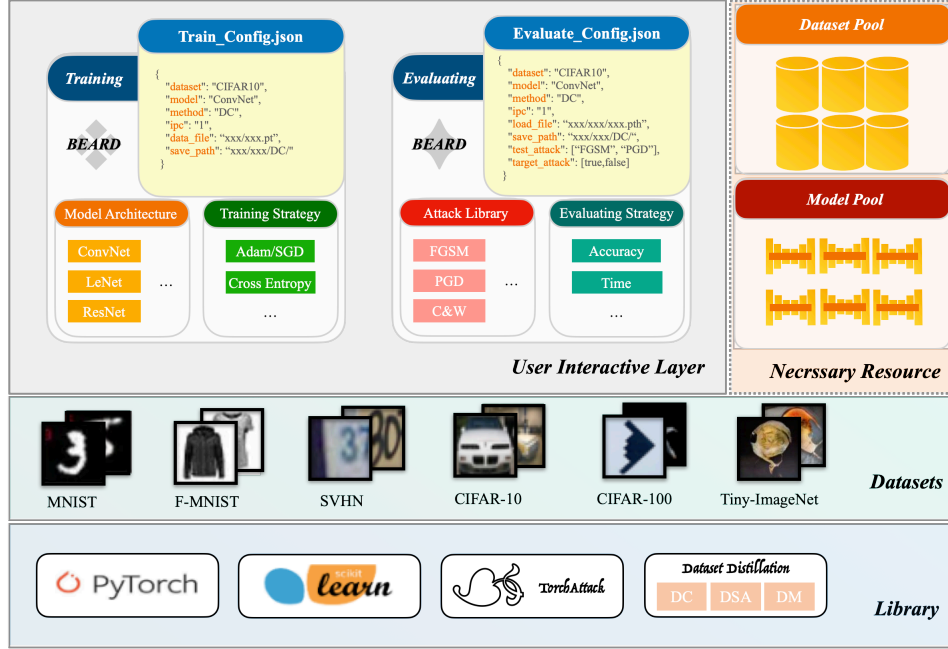 Train_Config.json
Training
{
"dataset": "CIFAR10",
"model": "ConvNet",
"method": "DC",
"ipc": "1",
"data_file": “xxx/xxx.pt”,
"save_path": “xxx/xxx/DC/"
}
BEARD
Model Architecture
ConvNet
LeNet
...
ResNet
Training Strategy
Adam/SGD
Cross Entropy
...
Evaluate_Config.json
Evaluating
{
"dataset": "CIFAR10",
"model": "ConvNet",
"method": "DC",
"ipc": "1",
"load_file": “xxx/xxx/xxx.pth”,
"save_path": “xxx/xxx/DC/“,
"test_attack": [“FGSM”, “PGD”],
"target_attack": [true,false]
}
BEARD
Attack Library
FGSM
PGD
...
C&W
Evaluating Strategy
Accuracy
Time
...
User Interactive Layer
Dataset Pool
Model Pool
Necrssary Resource
3
37
30
MNIST
F-MNIST
SVHN
CIFAR-10
CIFAR-100
Tiny-ImageNet
Datasets
PyTorch
scikit
learn
TorchAttack
Dataset Distillation
DC
DSA
DM
Library